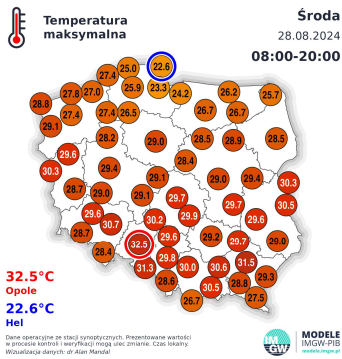 Temperatura
maksymalna
Środa
28.08.2024
08:00-20:00
22.6
27.4 25.0
27.8 27.0 25.9 23.3 24.2 26.2 25.7
28.8 27.4 27.4 26.5 26.7 26.7
29.1
28.2 29.0 28.5 28.9 28.5
29.6
30.3 29.4 28.4
28.7 29.0 29.1 29.1 29.0 29.4 30.3
29.7 29.7 30.5
29.6 30.7 30.2 29.9 29.6
28.7 28.4 32.5 29.6 29.2 29.7 29.0
31.3 29.8 30.0 30.6 31.5
28.6 30.5 28.8 29.3
26.7 27.5
32.5°C
Opole
22.6°C
Hel
Dane operacyjne ze stacji synoptycznych. Prezentowane wartości
w procesie kontroli i weryfikacji mogą ulec zmianie. Czas lokalny.
Wizualizacja danych: dr Alan Mandal
IM
GW
MODELE
IMGW-PIB
modele.imgw.pl